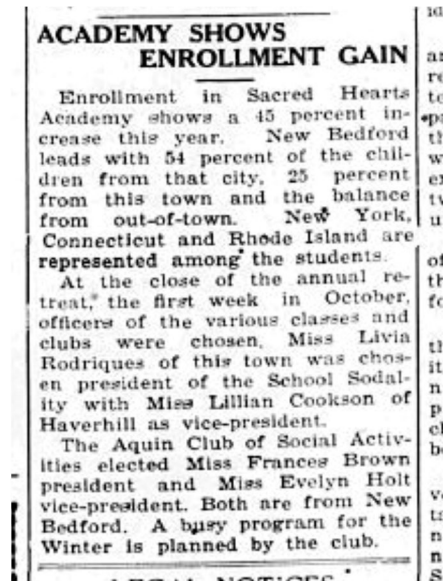 ACADEMY SHOWS
ENROLLMENT GAIN
Enrollment in Sacred Hearts
Academy shows a 45 percent in-
crease this year. New Bedford
leads with 54 percent of the chil-
dren from that city, 25 percent
from this town and the balance
from out-of-town. New York,
Connecticut and Rhode Island are
represented among the students.
At the close of the annual re-
treat, the first week in October,
officers of the various classes and
clubs were chosen, Miss Livia
Rodriques of this town was chos-
en president of the School Sodal-
ity with Miss Lillian Cookson of
Haverhill as vice-president.
The Aquin Club of Social Activ-
ities elected Miss Frances Brown
president and Miss Evelyn Holt
vice-president. Both are from New
Bedford. A busy program for the
Winter is planned by the club.
LEGAL NOTICES